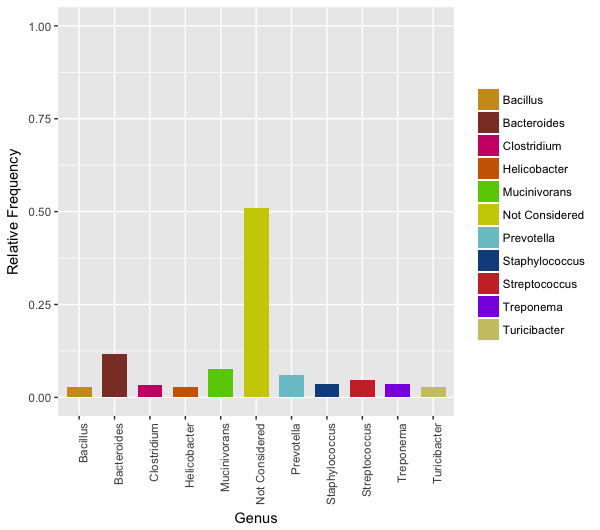 1.00
0.75
0.50
0.25
0.00
Relative Frequency
Bacillus
Bacteroides
Clostridium
Helicobacter
Mucinivorans
Not Considered
Prevotella
Staphylococcus
Streptococcus
Treponema
Turicibacter
Genus
Bacillus
Bacteroides
Clostridium
Helicobacter
Mucinivorans
Not Considered
Prevotella
Staphylococcus
Streptococcus
Treponema
Turicibacter